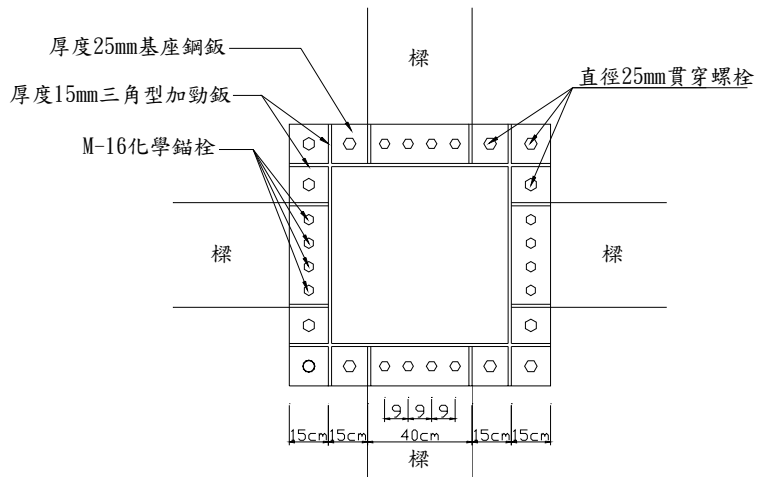 厚度25mm基座鋼鈑
樑
直徑25mm貫穿螺栓
厚度15mm三角型加勁鈑
M-16化學錨栓
樑
樑
9 9 9
15cm 15cm 40cm 15cm 15cm
樑